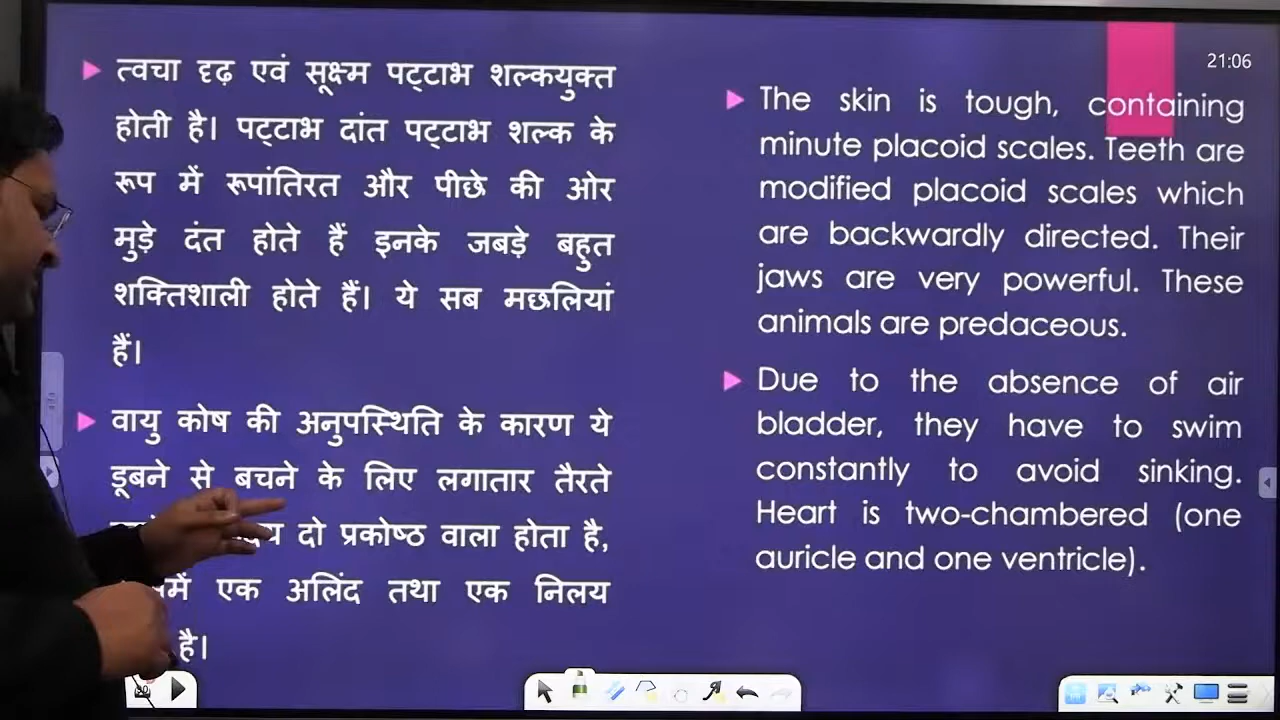 त्वचा दृढ़ एवं सूक्ष्म पट्टाभ शल्कयुक्त
होती है। पट्टाभ दांत पट्टाभ शल्क के
रूप में रूपांतिरत और पीछे की ओर
मुड़े दंत होते हैं इनके जबड़े बहुत
शक्तिशाली होते हैं। ये सब मछलियां
हैं।
वायु कोष की अनुपस्थिति के कारण ये
डूबने से बचने के लिए लगातार तैरते
दो प्रकोष्ठ वाला होता है,
एक अलिंद तथा एक निलय
है।
21:06
The skin is tough, containing
minute placoid scales. Teeth are
modified placoid scales which
are backwardly directed. Their
jaws are very powerful. These
animals are predaceous.
Due to the absence of air
bladder, they have to swim
constantly to avoid sinking.
Heart is two-chambered (one
auricle and one ventricle).